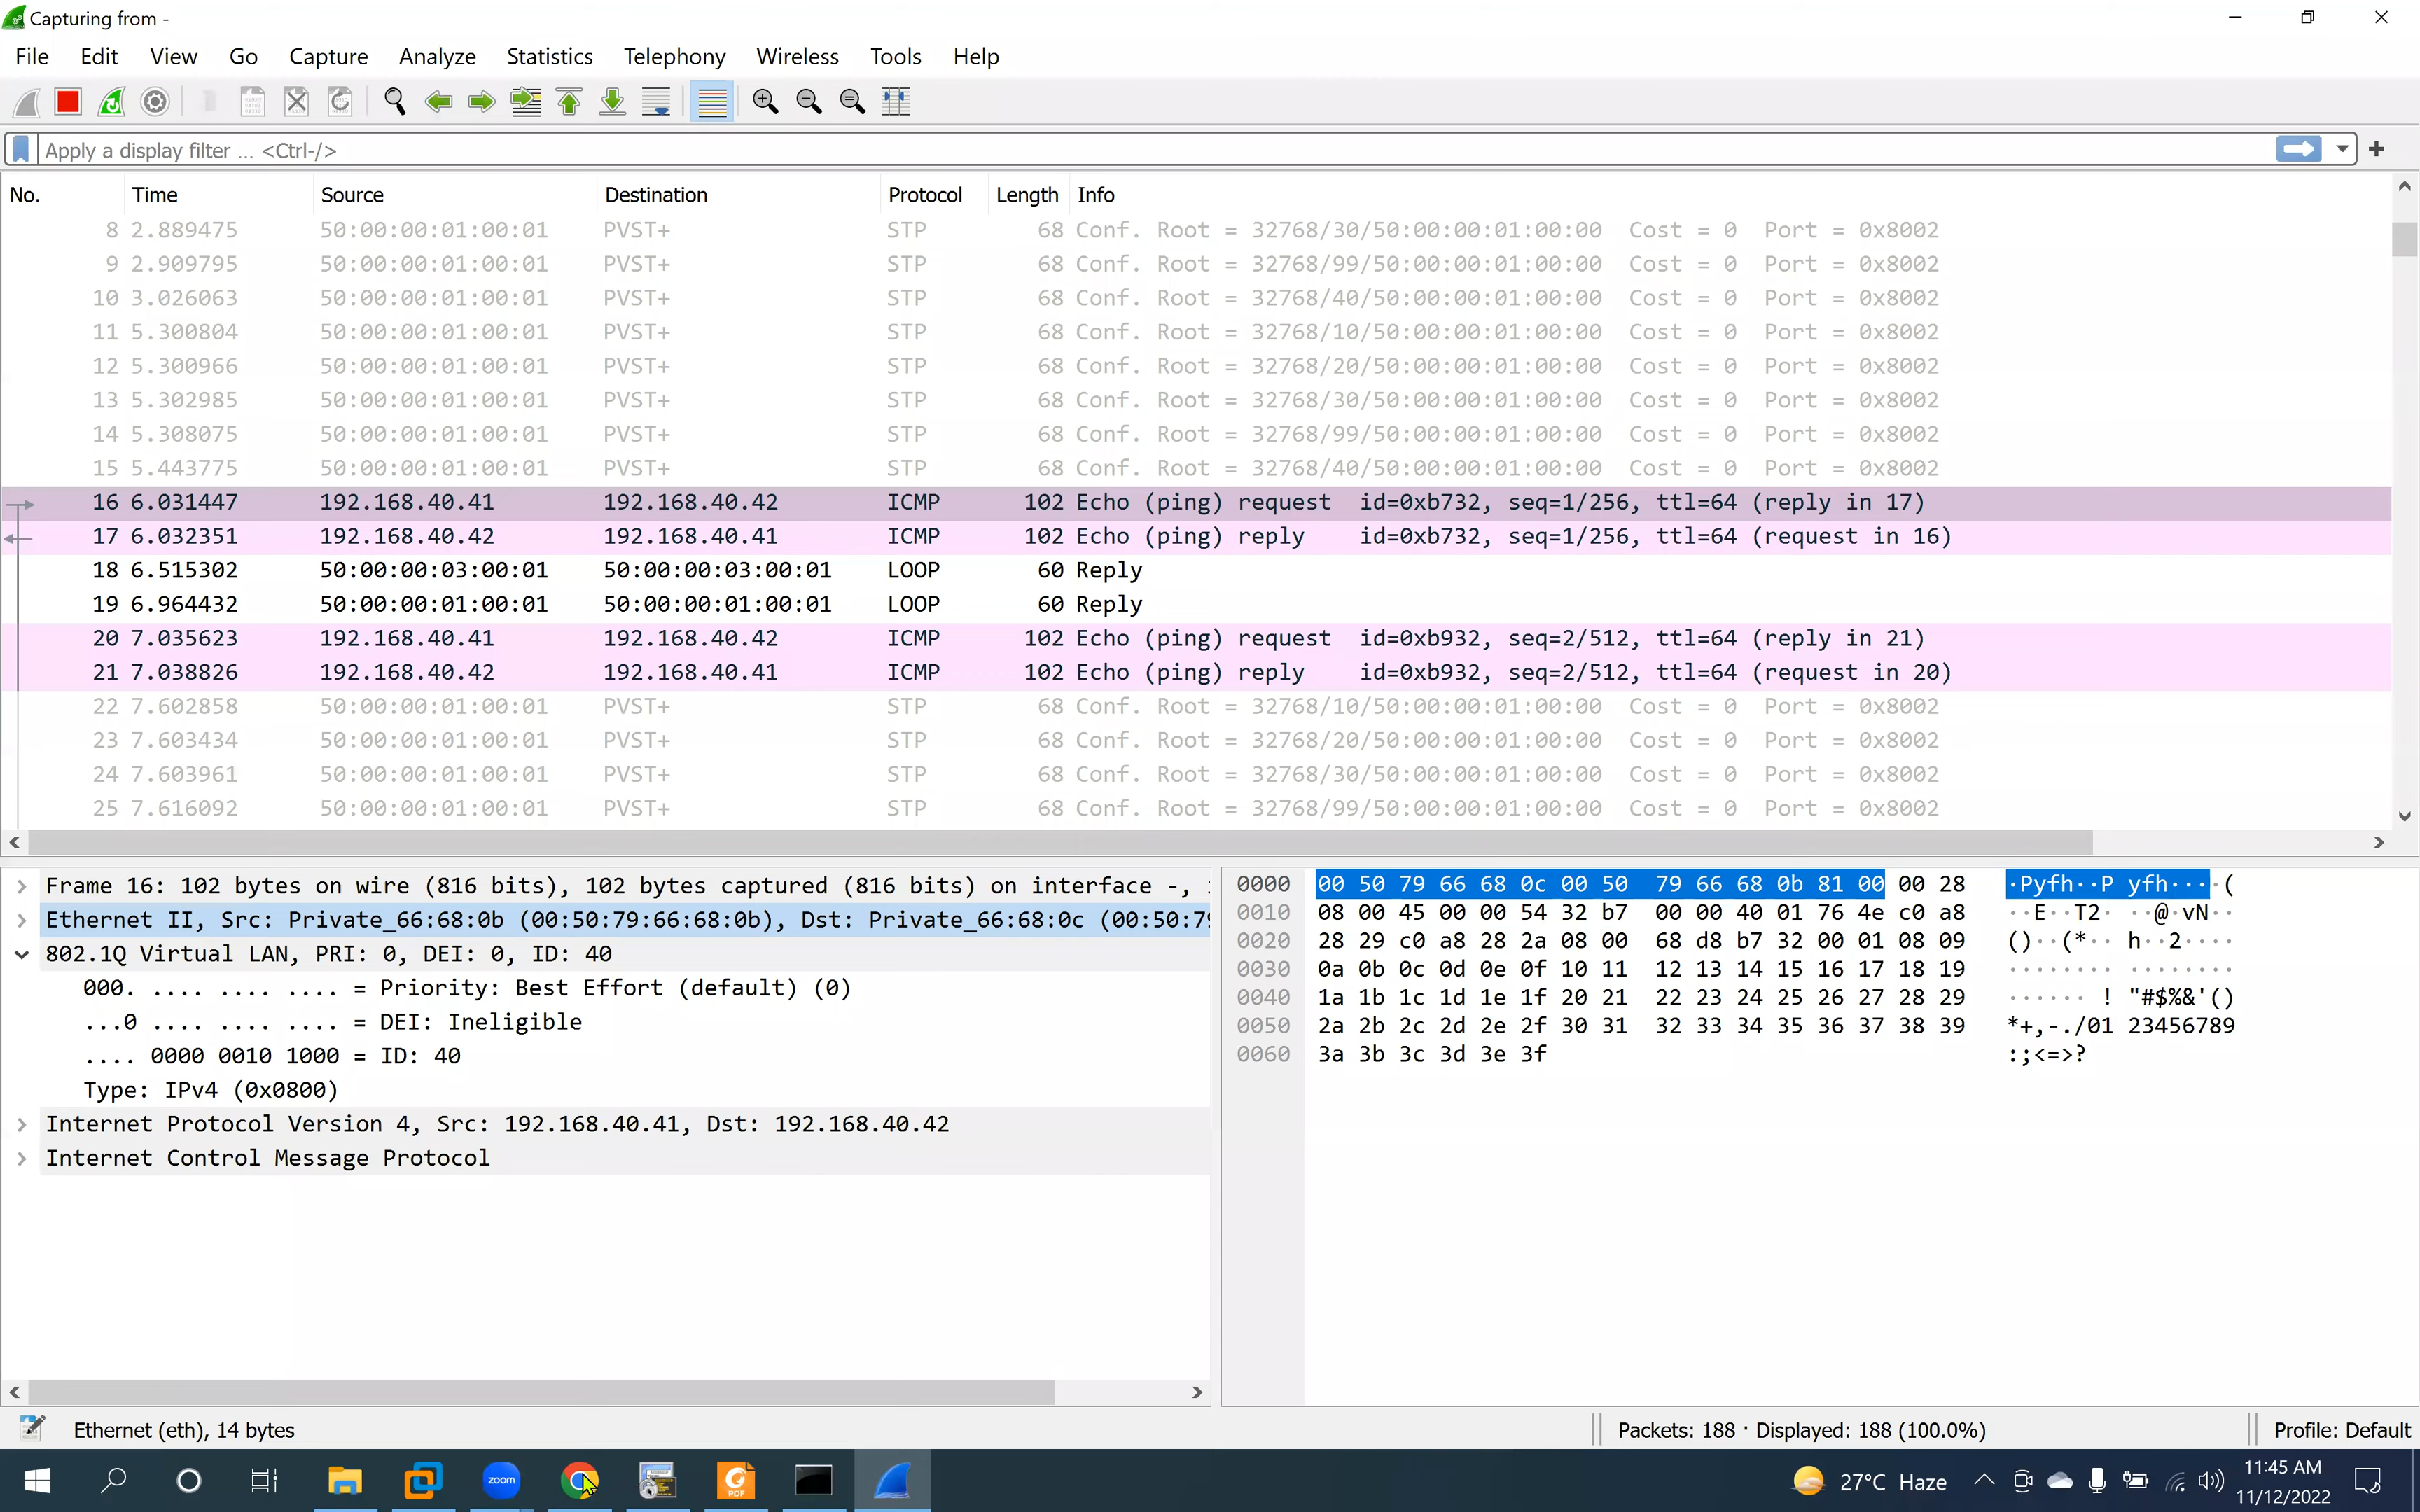 Capturing from -
File Edit View Go Capture Analyze Statistics Telephony Wireless Tools Help
Apply a display filter ... <Ctrl-/>
No. Time Source Destination Protocol Length Info
8 2.889475 50:00:00:01:00:01 PVST+ STP 68 Conf. Root = 32768/30/50:00:00:01:00:00 Cost = 0 Port = 0x8002
9 2.909795 50:00:00:01:00:01 PVST+ STP 68 Conf. Root = 32768/99/50:00:00:01:00:00 Cost = 0 Port = 0x8002
10 3.026063 50:00:00:01:00:01 PVST+ STP 68 Conf. Root = 32768/40/50:00:00:01:00:00 Cost = 0 Port = 0x8002
11 5.300804 50:00:00:01:00:01 PVST+ STP 68 Conf. Root = 32768/10/50:00:00:01:00:00 Cost = 0 Port = 0x8002
12 5.300966 50:00:00:01:00:01 PVST+ STP 68 Conf. Root = 32768/20/50:00:00:01:00:00 Cost = 0 Port = 0x8002
13 5.302985 50:00:00:01:00:01 PVST+ STP 68 Conf. Root = 32768/30/50:00:00:01:00:00 Cost = 0 Port = 0x8002
14 5.308075 50:00:00:01:00:01 PVST+ STP 68 Conf. Root = 32768/99/50:00:00:01:00:00 Cost = 0 Port = 0x8002
15 5.443775 50:00:00:01:00:01 PVST+ STP 68 Conf. Root = 32768/40/50:00:00:01:00:00 Cost = 0 Port = 0x8002
16 6.031447 192.168.40.41 192.168.40.42 ICMP 102 Echo (ping) request id=0xb732, seq=1/256, ttl=64 (reply in 17)
17 6.032351 192.168.40.42 192.168.40.41 ICMP 102 Echo (ping) reply id=0xb732, seq=1/256, ttl=64 (request in 16)
18 6.515302 50:00:00:03:00:01 50:00:00:03:00:01 LOOP 60 Reply
19 6.964432 50:00:00:01:00:01 50:00:00:01:00:01 LOOP 60 Reply
20 7.035623 192.168.40.41 192.168.40.42 ICMP 102 Echo (ping) request id=0xb932, seq=2/512, ttl=64 (reply in 21)
21 7.038826 192.168.40.42 192.168.40.41 ICMP 102 Echo (ping) reply id=0xb932, seq=2/512, ttl=64 (request in 20)
22 7.602858 50:00:00:01:00:01 PVST+ STP 68 Conf. Root = 32768/10/50:00:00:01:00:00 Cost = 0 Port = 0x8002
23 7.603434 50:00:00:01:00:01 PVST+ STP 68 Conf. Root = 32768/20/50:00:00:01:00:00 Cost = 0 Port = 0x8002
24 7.603961 50:00:00:01:00:01 PVST+ STP 68 Conf. Root = 32768/30/50:00:00:01:00:00 Cost = 0 Port = 0x8002
25 7.616092 50:00:00:01:00:01 PVST+ STP 68 Conf. Root = 32768/99/50:00:00:01:00:00 Cost = 0 Port = 0x8002
Frame 16: 102 bytes on wire (816 bits), 102 bytes captured (816 bits) on interface -,
Ethernet II, Src: Private_66:68:0b (00:50:79:66:68:0b), Dst: Private_66:68:0c (00:50:79:
802.1Q Virtual LAN, PRI: 0, DEI: 0, ID: 40
000. .... .... .... = Priority: Best Effort (default) (0)
...0 .... .... .... = DEI: Ineligible
.... 0000 0010 1000 = ID: 40
Type: IPv4 (0x0800)
Internet Protocol Version 4, Src: 192.168.40.41, Dst: 192.168.40.42
Internet Control Message Protocol
0000 00 50 79 66 68 0c 00 50 79 66 68 0b 81 00 00 28 ·Pyfh··P yfh····(
0010 08 00 45 00 00 54 32 b7 00 00 40 01 76 4e c0 a8 ··E··T2· ··@·vN··
0020 28 29 c0 a8 28 2a 08 00 68 d8 b7 32 00 01 08 09 ()··(*·· h··2····
0030 0a 0b 0c 0d 0e 0f 10 11 12 13 14 15 16 17 18 19 ········ ········
0040 1a 1b 1c 1d 1e 1f 20 21 22 23 24 25 26 27 28 29 ······ ! "#$%&'()
0050 2a 2b 2c 2d 2e 2f 30 31 32 33 34 35 36 37 38 39 *+,-./01 23456789
0060 3a 3b 3c 3d 3e 3f :;<=>?
Ethernet (eth), 14 bytes
Packets: 188 · Displayed: 188 (100.0%)
Profile: Default
zoom
PDF
27°C Haze
11:45 AM
11/12/2022